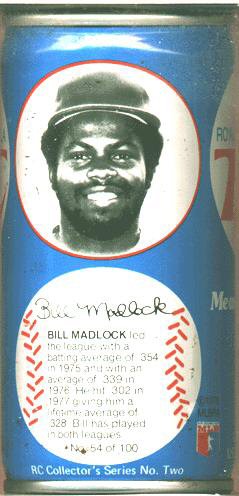 Bill Madlock
BILL MADLOCK led
the league with a
batting average of .354
in 1975 and with an
average of .339 in
1976. He hit .302 in
1977 giving him a
lifetime average of
.328. Bill has played
in both leagues.
No. 54 of 100
RC Collector's Series No. Two